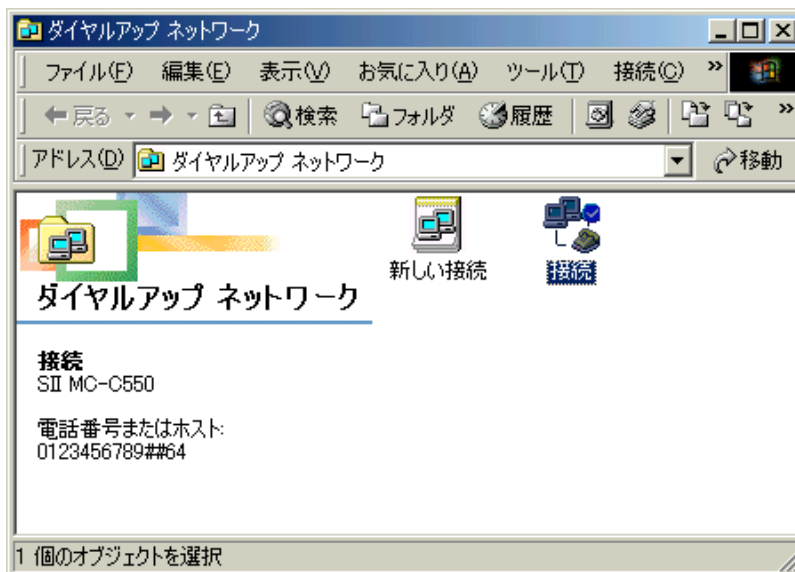 ダイヤルアップ ネットワーク
ファイル(F) 編集(E) 表示(V) お気に入り(A) ツール(T) 接続(C) »
戻る 検索 フォルダ 履歴 »
アドレス(D) ダイヤルアップ ネットワーク 移動
新しい接続 接続
ダイヤルアップ ネットワーク
接続
SII MC-C550
電話番号またはホスト:
0123456789##64
1 個のオブジェクトを選択